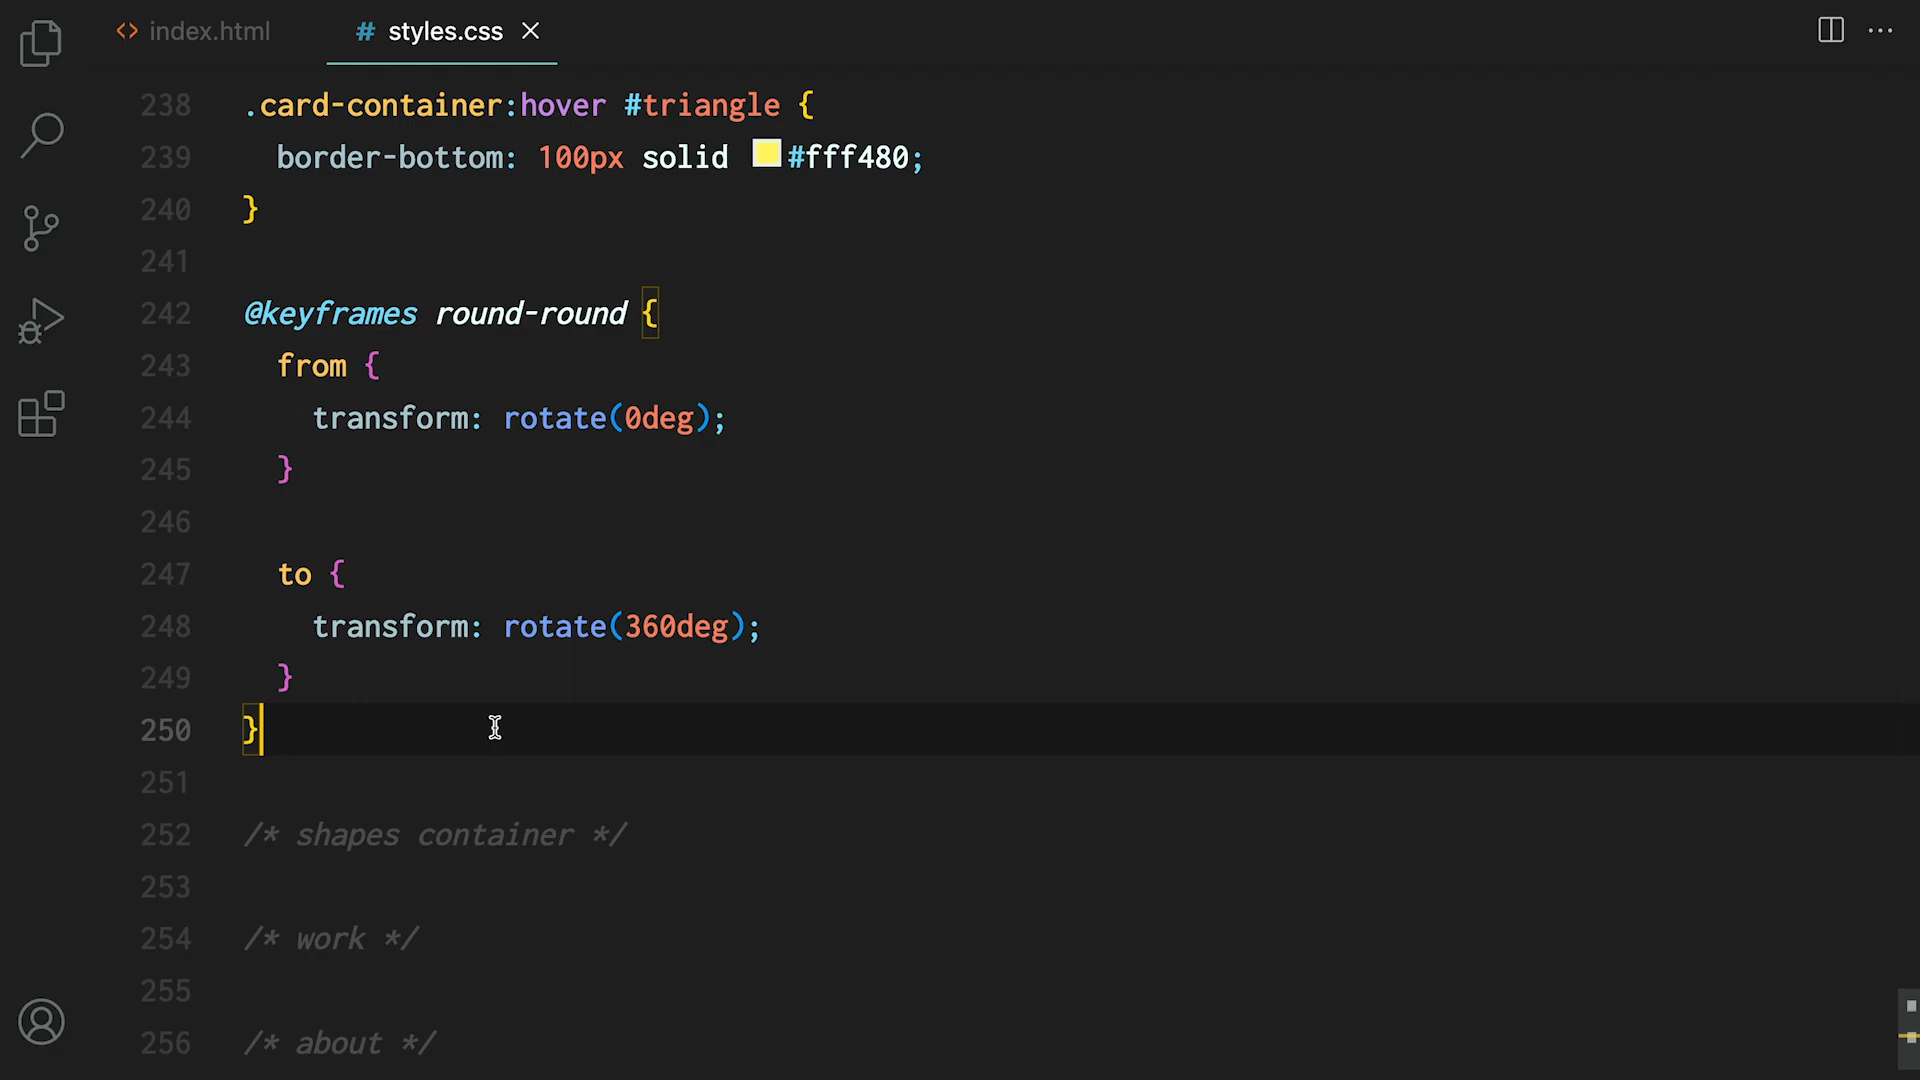 <> index.html # styles.css ×
238 .card-container:hover #triangle {
239 border-bottom: 100px solid #fff480;
240 }
241
242 @keyframes round-round {
243 from {
244 transform: rotate(0deg);
245 }
246
247 to {
248 transform: rotate(360deg);
249 }
250 }
251
252 /* shapes container */
253
254 /* work */
255
256 /* about */